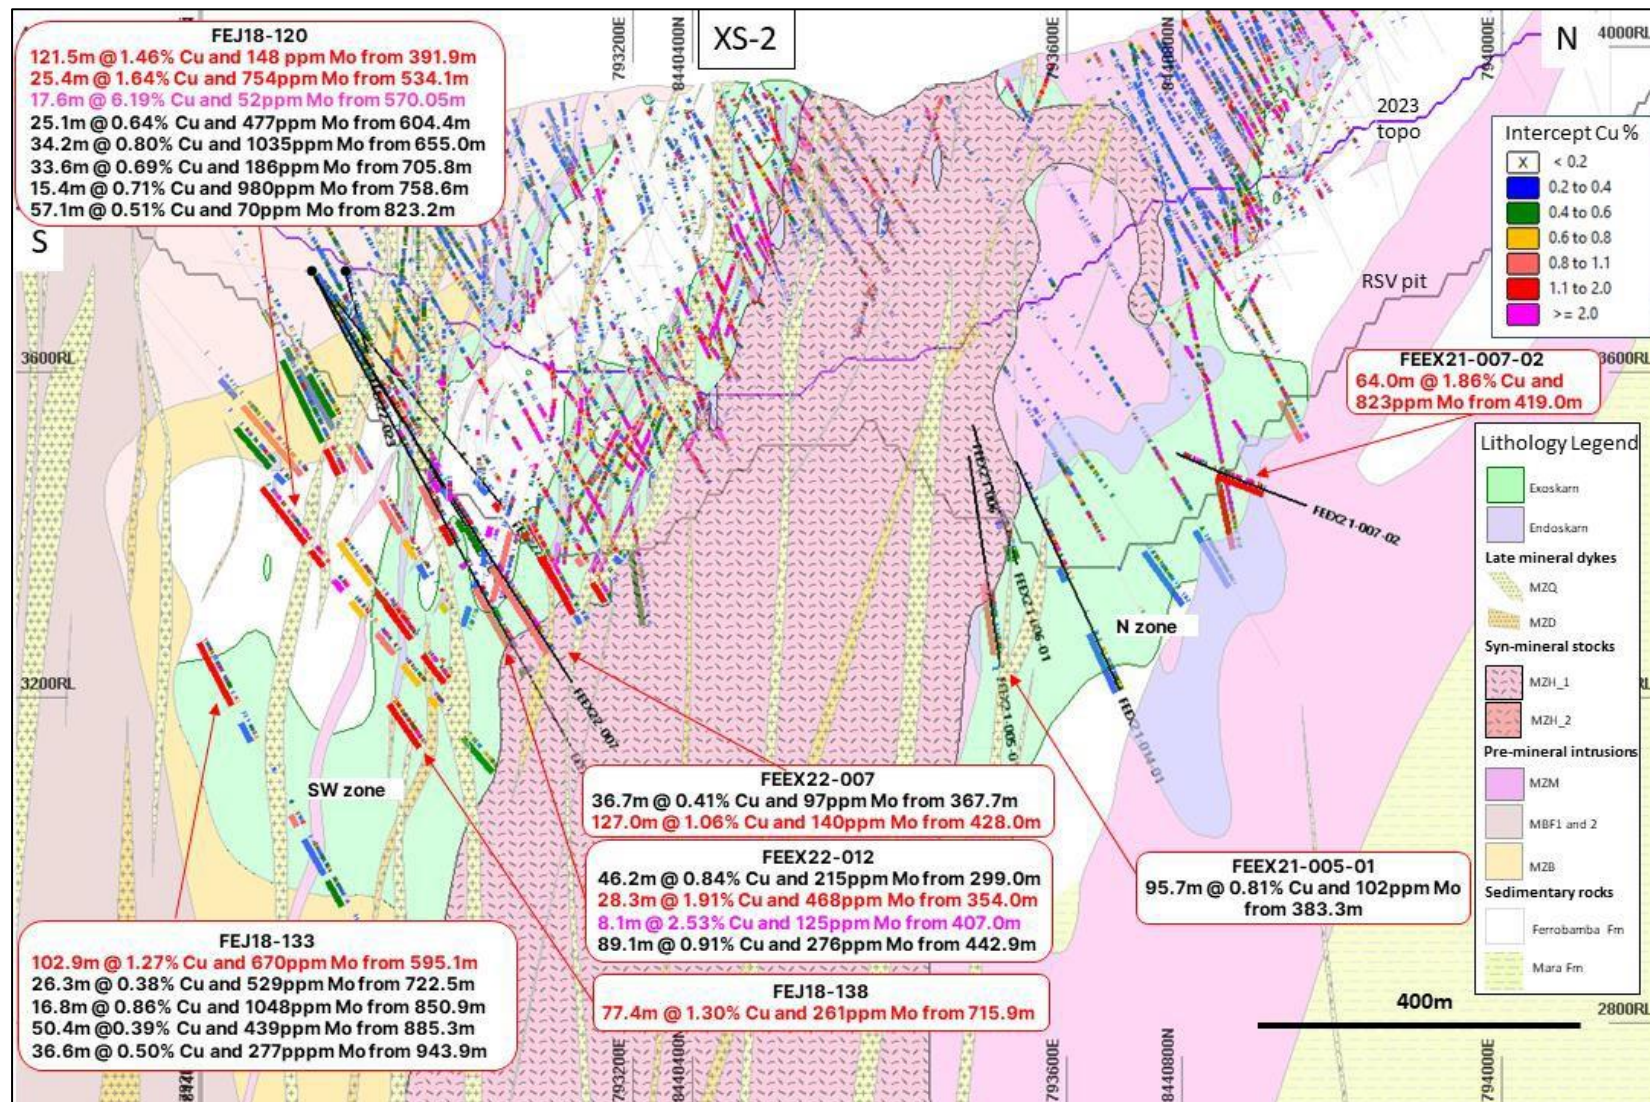 FEJ18-120
121.5m @ 1.46% Cu and 148 ppm Mo from 391.9m
25.4m @ 1.64% Cu and 754ppm Mo from 534.1m
17.6m @ 6.19% Cu and 52ppm Mo from 570.05m
25.1m @ 0.64% Cu and 477ppm Mo from 604.4m
34.2m @ 0.80% Cu and 1035ppm Mo from 655.0m
33.6m @ 0.69% Cu and 186ppm Mo from 705.8m
15.4m @ 0.71% Cu and 980ppm Mo from 758.6m
57.1m @ 0.51% Cu and 70ppm Mo from 823.2m
S
793200E
8440400N
XS-2
793600E
8440800N
794000E
N
4000RL
2023
topo
Intercept Cu %
X < 0.2
0.2 to 0.4
0.4 to 0.6
0.6 to 0.8
0.8 to 1.1
1.1 to 2.0
>= 2.0
RSV pit
3600RL
3600RL
FEEX21-007-02
64.0m @ 1.86% Cu and
823ppm Mo from 419.0m
Lithology Legend
Exoskarn
Endoskarn
Late mineral dykes
MZQ
MZD
Syn-mineral stocks
MZH_1
MZH_2
Pre-mineral intrusions
MZM
MBF1 and 2
MZB
Sedimentary rocks
Ferrobamba Fm
Mara Fm
FEEX21-007-02
FEEX21-006
FEEX21-006-01
FEEX21-005-0
FEEX21-014-01
N zone
3200RL
FEEX22-007
SW zone
FEEX22-007
36.7m @ 0.41% Cu and 97ppm Mo from 367.7m
127.0m @ 1.06% Cu and 140ppm Mo from 428.0m
FEEX22-012
46.2m @ 0.84% Cu and 215ppm Mo from 299.0m
28.3m @ 1.91% Cu and 468ppm Mo from 354.0m
8.1m @ 2.53% Cu and 125ppm Mo from 407.0m
89.1m @ 0.91% Cu and 276ppm Mo from 442.9m
FEEX21-005-01
95.7m @ 0.81% Cu and 102ppm Mo
from 383.3m
FEJ18-133
102.9m @ 1.27% Cu and 670ppm Mo from 595.1m
26.3m @ 0.38% Cu and 529ppm Mo from 722.5m
16.8m @ 0.86% Cu and 1048ppm Mo from 850.9m
50.4m @0.39% Cu and 439ppm Mo from 885.3m
36.6m @ 0.50% Cu and 277pppm Mo from 943.9m
FEJ18-138
77.4m @ 1.30% Cu and 261ppm Mo from 715.9m
400m
2800RL
793200E
8440400N
793600E
8440800N
794000E